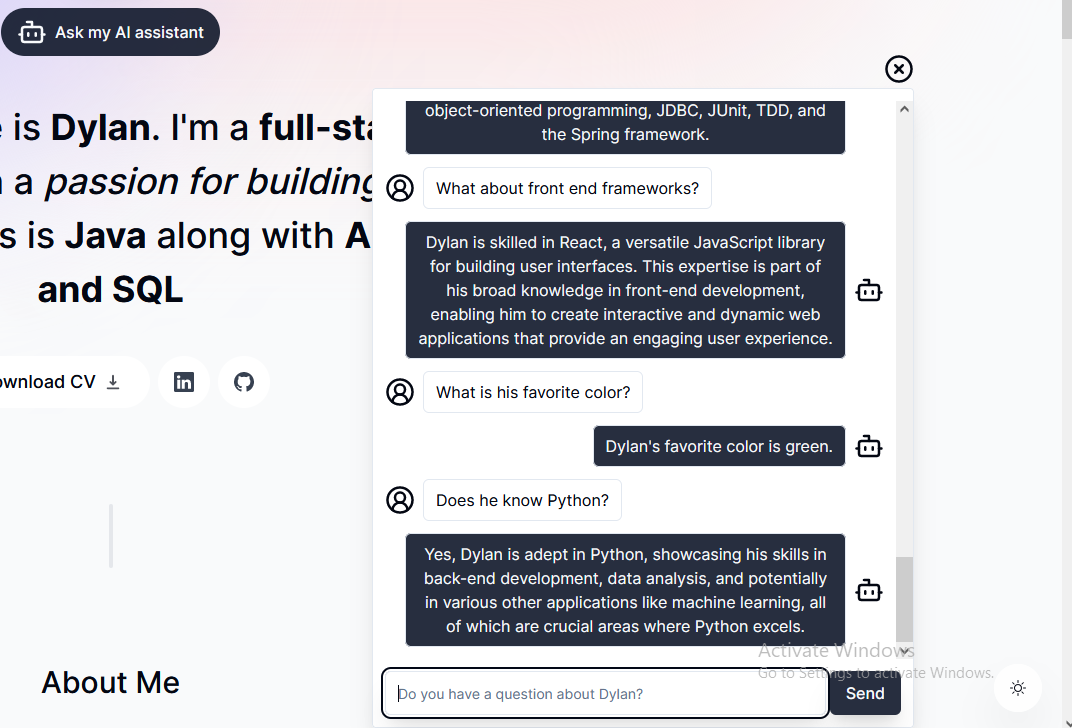 Ask my AI assistant
is Dylan. I'm a full-sta
a passion for building
s is Java along with A
and SQL
ownload CV
in
About Me
object-oriented programming, JDBC, JUnit, TDD, and
the Spring framework.
What about front end frameworks?
Dylan is skilled in React, a versatile JavaScript library
for building user interfaces. This expertise is part of
his broad knowledge in front-end development,
enabling him to create interactive and dynamic web
applications that provide an engaging user experience.
What is his favorite color?
Dylan's favorite color is green.
Does he know Python?
Yes, Dylan is adept in Python, showcasing his skills in
back-end development, data analysis, and potentially
in various other applications like machine learning, all
of which are crucial areas where Python excels.
Do you have a question about Dylan?
Send
Activate Windows
Go to Settings to activate Windows.